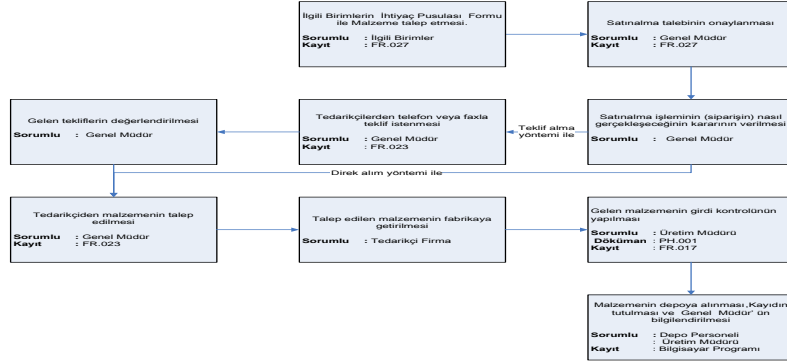 İlgili Birimlerin İhtiyaç Pusulası Formu
ile Malzeme talep etmesi.
Sorumlu : İlgili Birimler
Kayıt : FR.027
Satınalma talebinin onaylanması
Sorumlu : Genel Müdür
Kayıt : FR.027
Gelen tekliflerin değerlendirilmesi
Sorumlu : Genel Müdür
Tedarikçilerden telefon veya faxla
teklif istenmesi
Sorumlu : Genel Müdür
Kayıt : FR.023
Teklif alma
yöntemi ile
Satınalma işleminin (siparişin) nasıl
gerçekleşeceğinin kararının verilmesi
Sorumlu : Genel Müdür
Direk alım yöntemi ile
Tedarikçiden malzemenin talep
edilmesi
Sorumlu : Genel Müdür
Kayıt : FR.023
Talep edilen malzemenin fabrikaya
getirilmesi
Sorumlu : Tedarikçi Firma
Gelen malzemenin girdi kontrolünün
yapılması
Sorumlu : Üretim Müdürü
Döküman : PH.001
Kayıt : FR.017
Malzemenin depoya alınması ,Kayıdın
tutulması ve Genel Müdür' ün
bilgilendirilmesi
Sorumlu : Depo Personeli
: Üretim Müdürü
Kayıt : Bilgisayar Programı